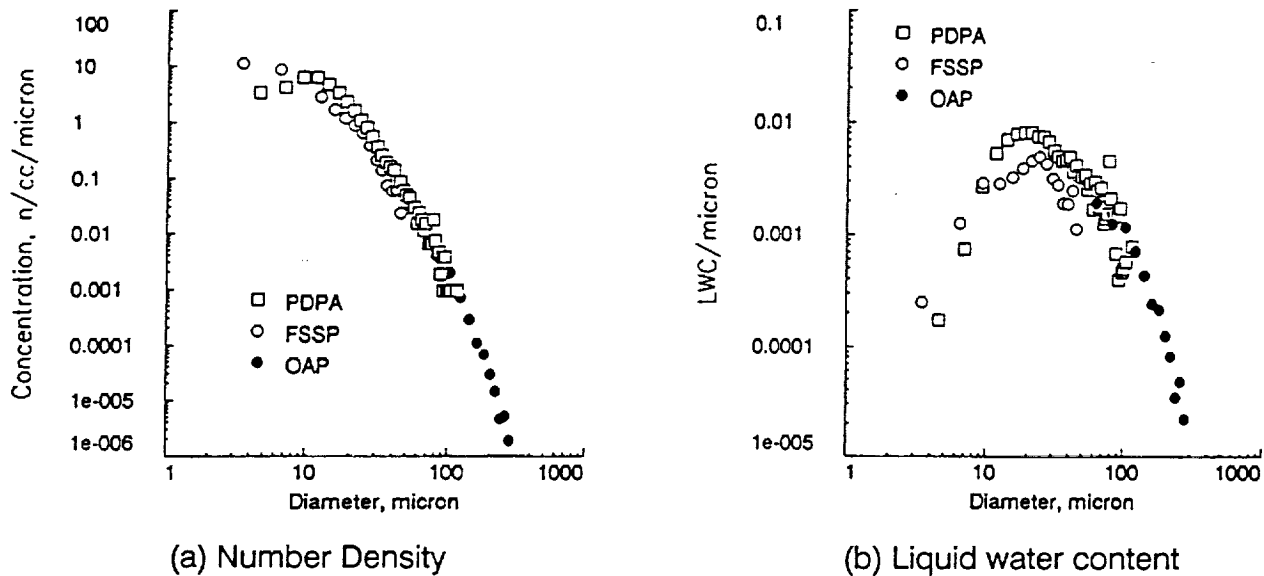 100
10
1
0.1
0.01
0.001
0.0001
1e-005
1e-006
Concentration, n/cc/micron
PDPA
FSSP
OAP
1 10 100 1000
Diameter, micron
(a) Number Density
0.1
0.01
0.001
0.0001
1e-005
LWC/micron
PDPA
FSSP
OAP
1 10 100 1000
Diameter, micron
(b) Liquid water content